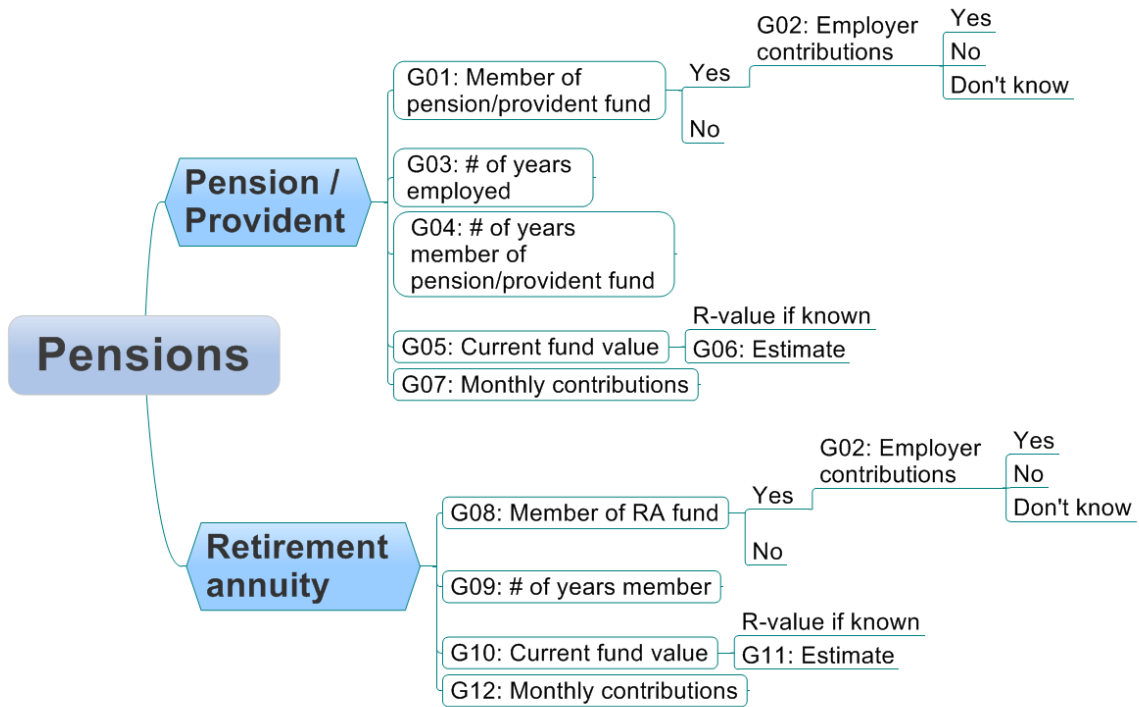 Pensions
Pension /
Provident
G01: Member of
pension/provident fund
Yes
G02: Employer
contributions
Yes
No
Don't know
No
G03: # of years
employed
G04: # of years
member of
pension/provident fund
G05: Current fund value
R-value if known
G06: Estimate
G07: Monthly contributions
Retirement
annuity
G08: Member of RA fund
Yes
G02: Employer
contributions
Yes
No
Don't know
No
G09: # of years member
G10: Current fund value
R-value if known
G11: Estimate
G12: Monthly contributions